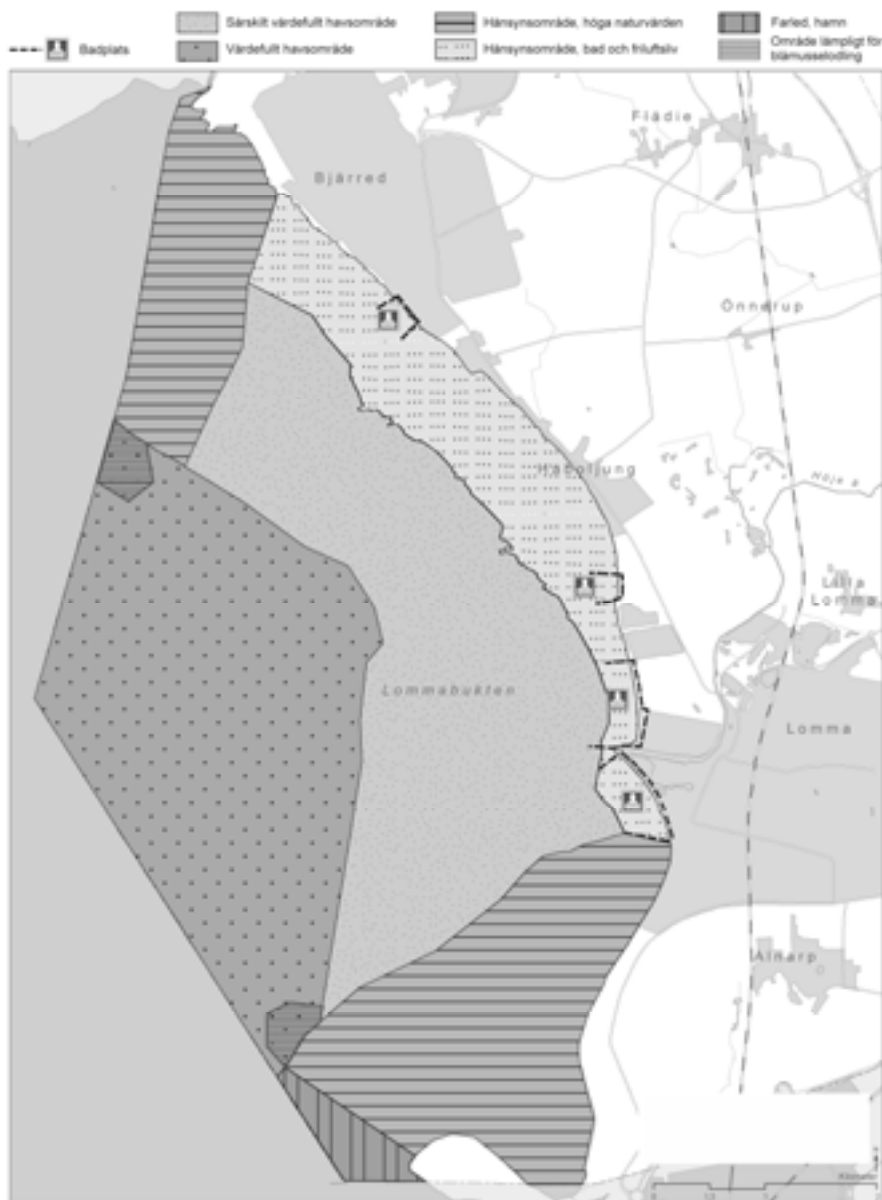 Badplats
Särskilt värdefullt havsområde
Värdefullt havsområde
Hänsynsområde, höga naturvärden
Hänsynsområde, bad och friluftsliv
Farled, hamn
Område lämpligt för
blåmusselodling
Flädie
Bjärred
Önnerup
Haboljung
Höje å
Lilla
Lomma
Lommabukten
Lomma
Alnarp
Kilometer